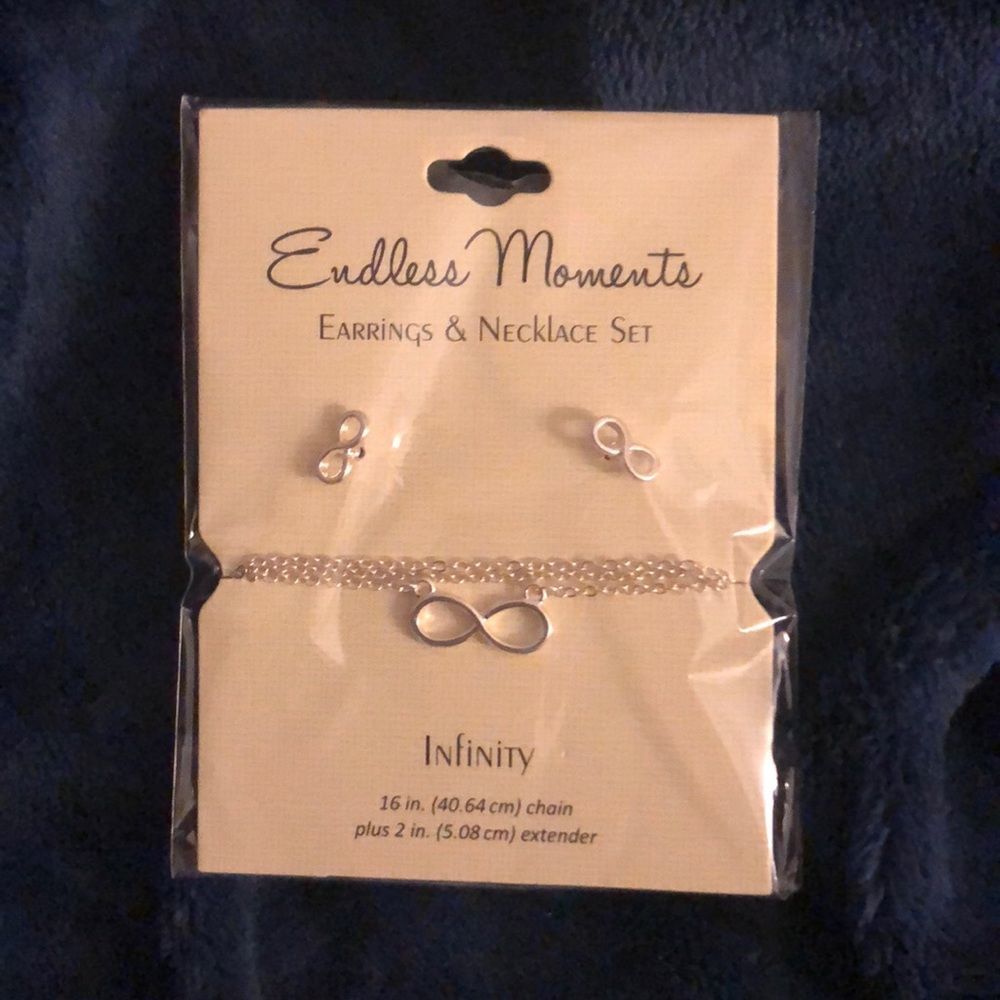 Endless Moments
Earrings & Necklace Set
Infinity
16 in. (40.64 cm) chain
plus 2 in. (5.08 cm) extender